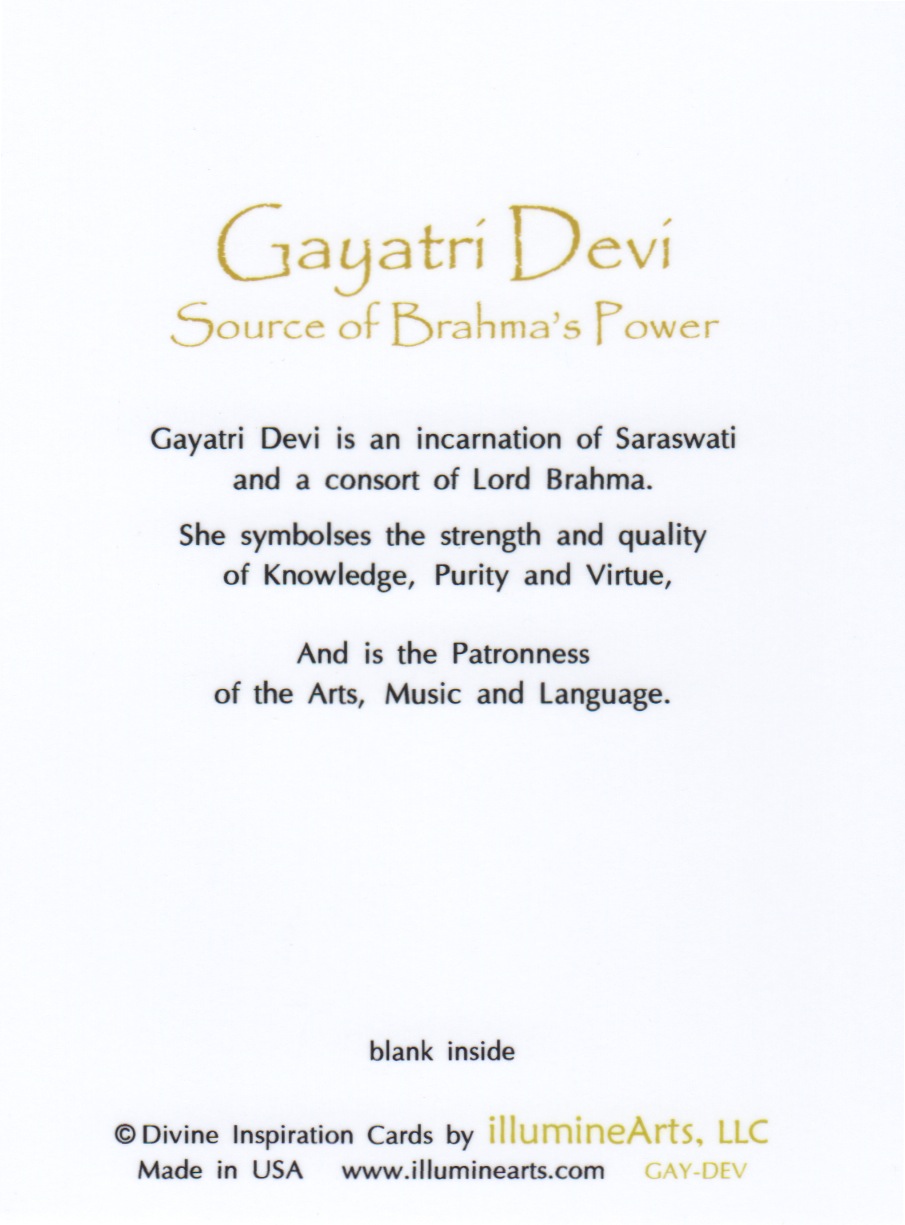 Gayatri Devi
Source of Brahma's Power
Gayatri Devi is an incarnation of Saraswati
and a consort of Lord Brahma.
She symbolses the strength and quality
of Knowledge, Purity and Virtue,
And is the Patronness
of the Arts, Music and Language.
blank inside
© Divine Inspiration Cards by illumineArts, LLC
Made in USA www.illuminearts.com GAY-DEV